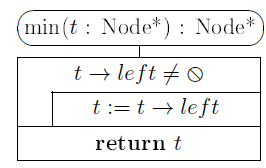 min(t : Node*) : Node*
t → left ≠ ⦸
t := t → left
return t